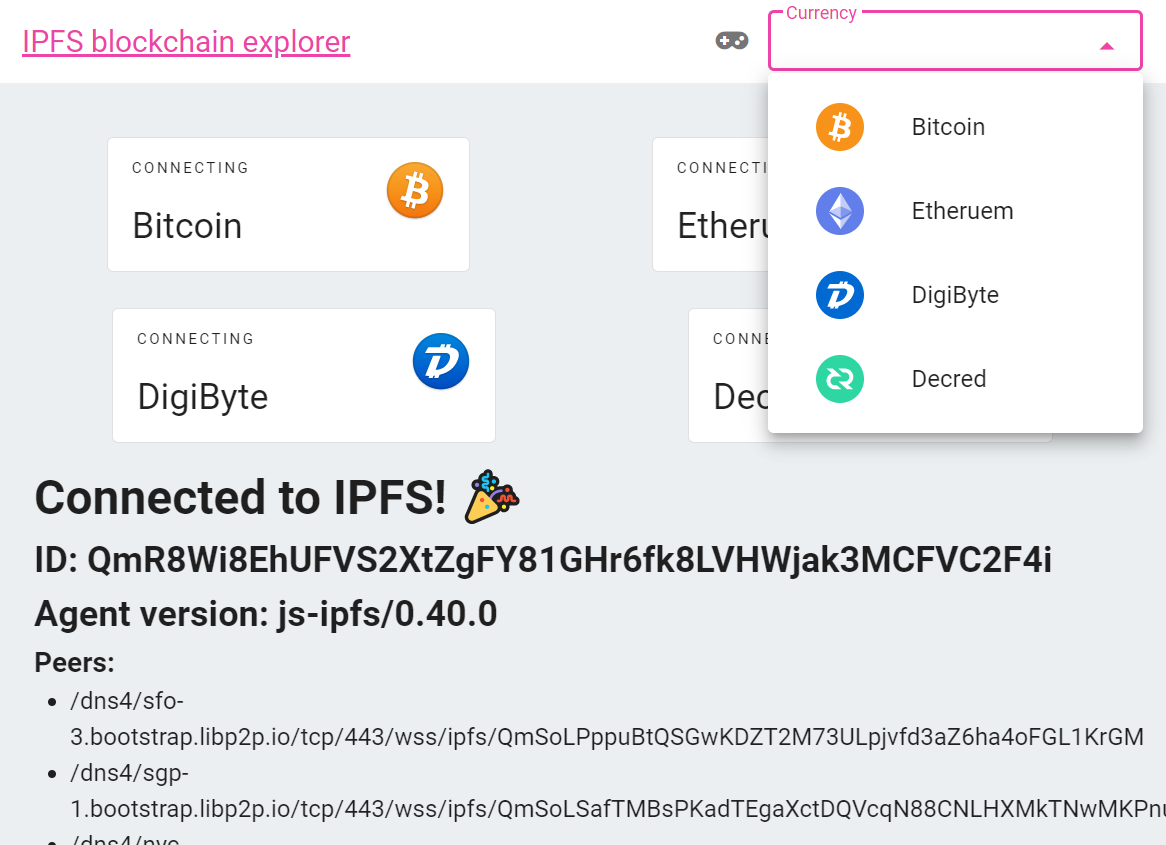 IPFS blockchain explorer
Currency
Bitcoin
Etheruem
DigiByte
Decred
CONNECTING
Bitcoin
CONNECTI
Etheru
CONNECTING
DigiByte
CONNE
Dec
Connected to IPFS!
ID: QmR8Wi8EhUFVS2XtZgFY81GHr6fk8LVHWjak3MCFVC2F4i
Agent version: js-ipfs/0.40.0
Peers:
/dns4/sfo-
3.bootstrap.libp2p.io/tcp/443/wss/ipfs/QmSoLPppuBtQSGwKDZT2M73ULpjvfd3aZ6ha4oFGL1KrGM
/dns4/sgp-
1.bootstrap.libp2p.io/tcp/443/wss/ipfs/QmSoLSafTMBsPKadTEgaXctDQVcqN88CNLHXMkTNwMKPnu
/dns4/nyc-